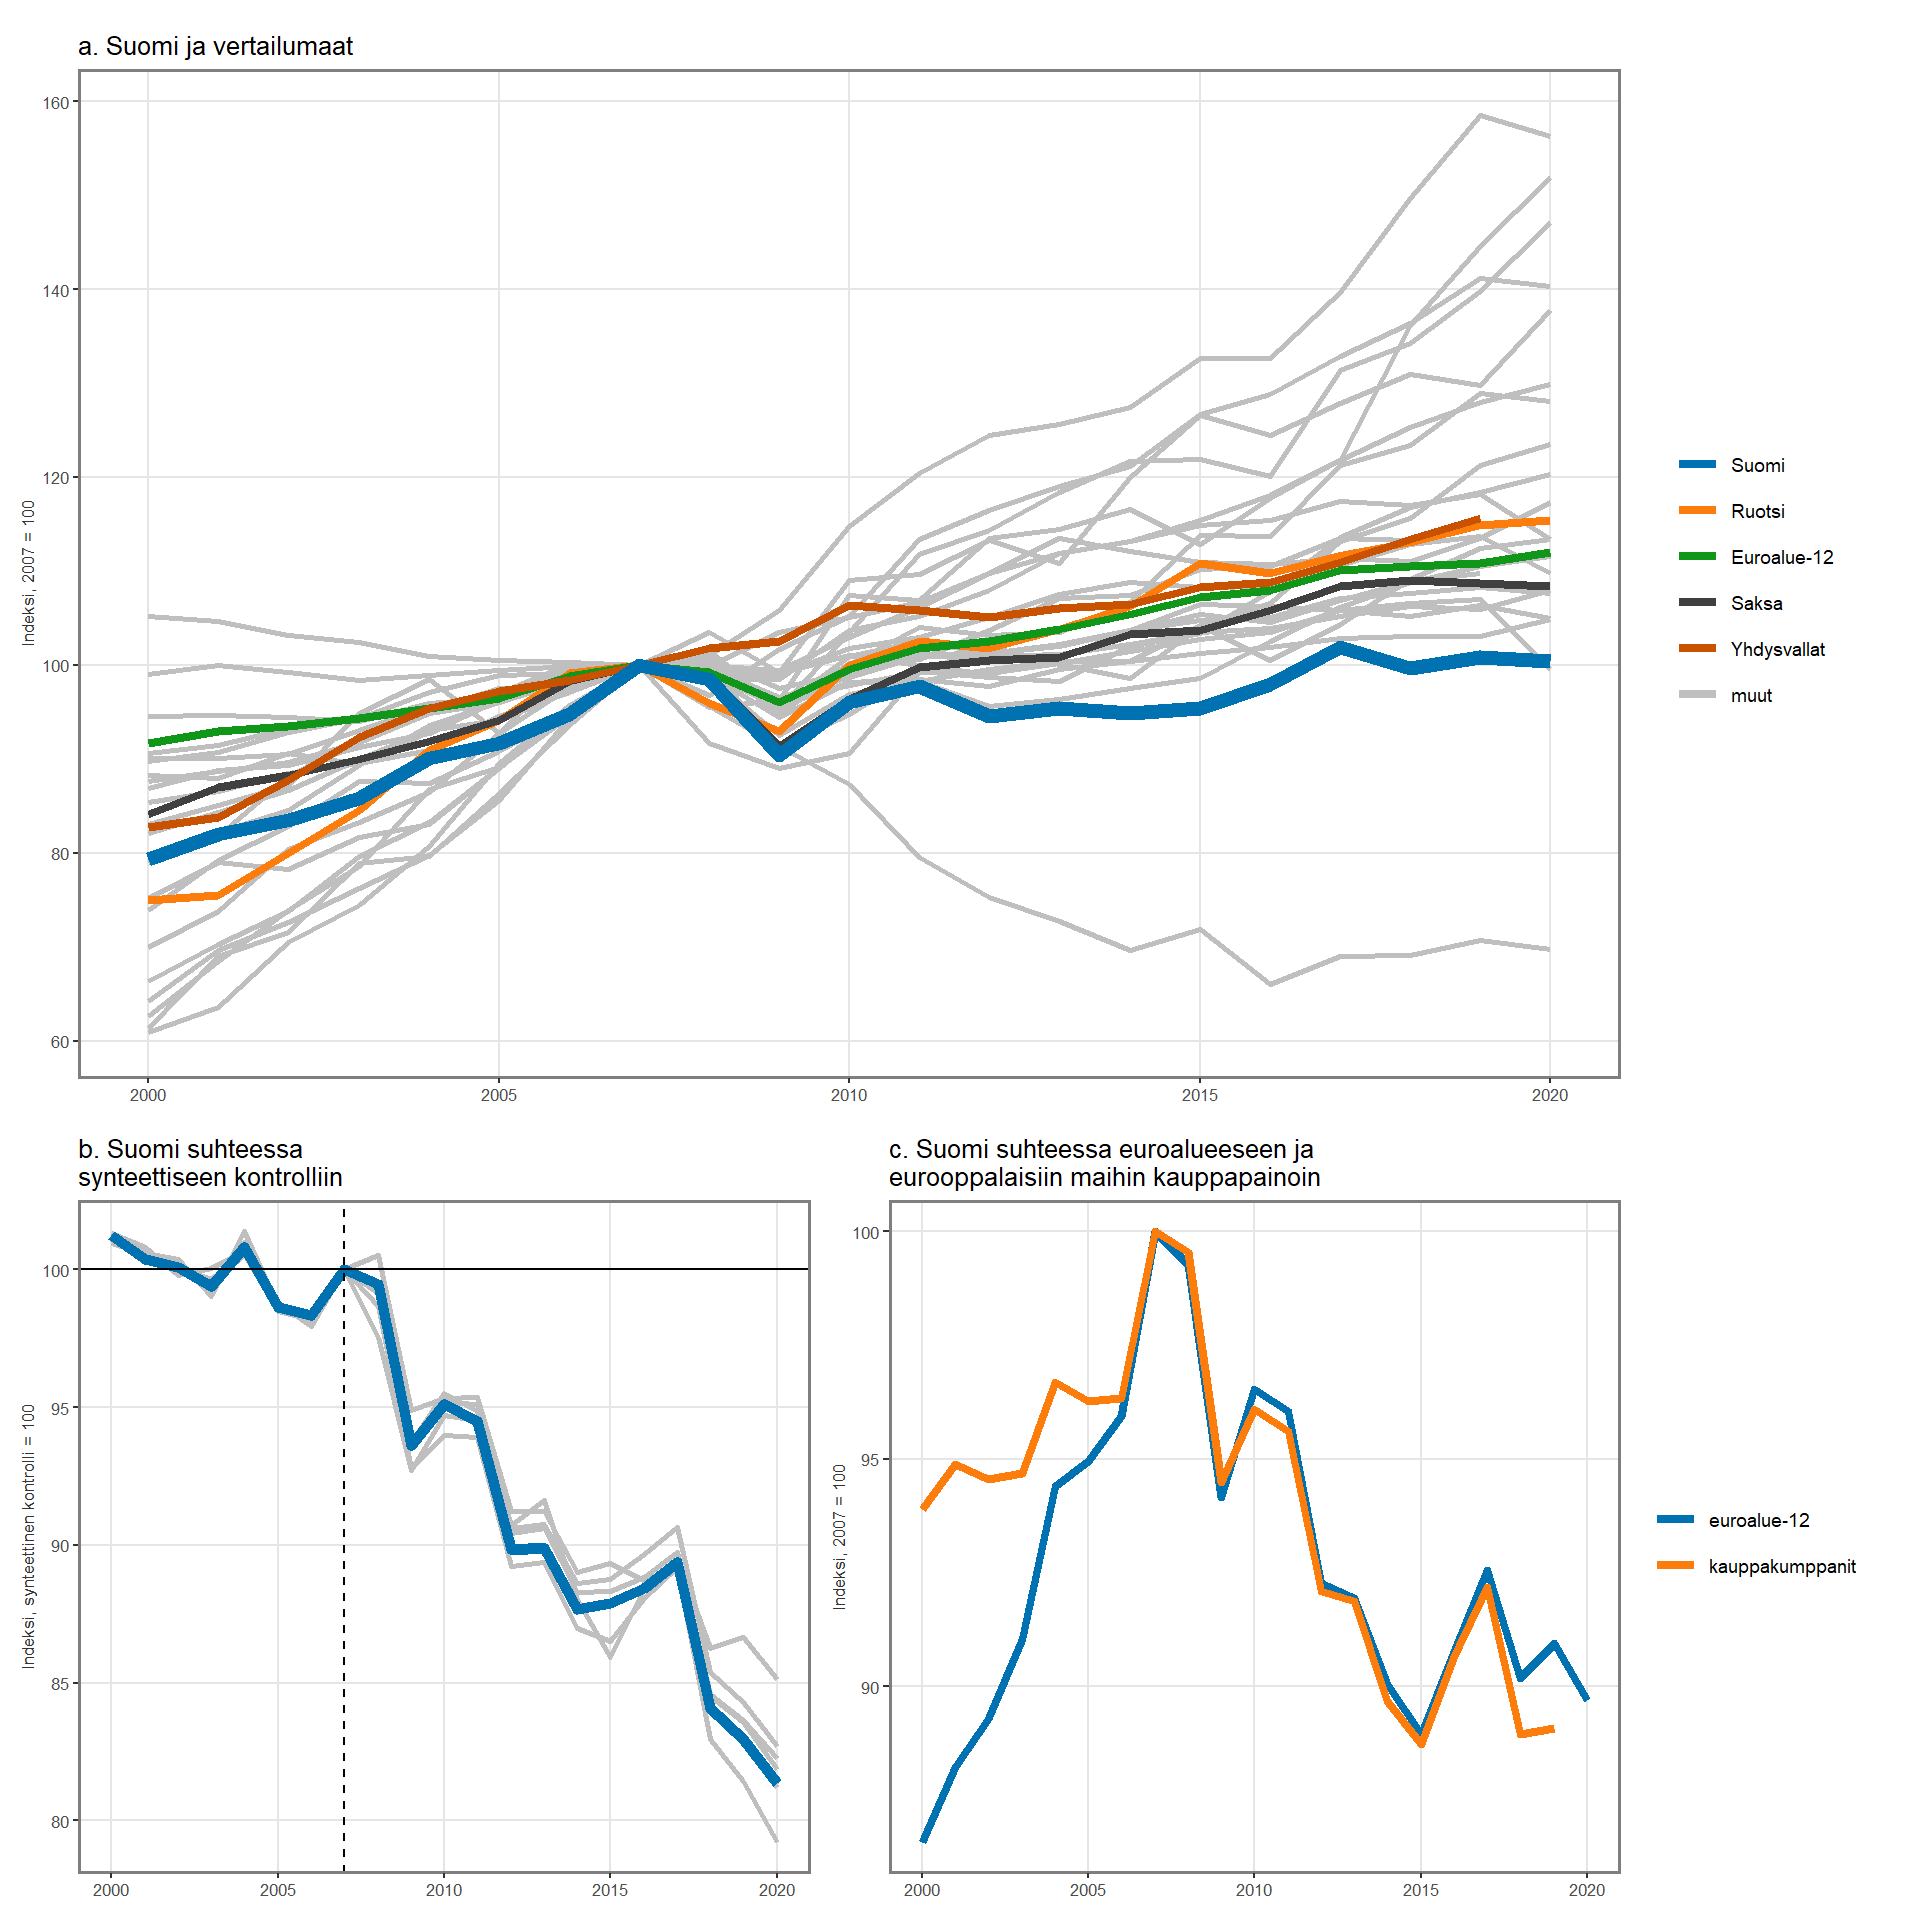 a. Suomi ja vertailumaat
Indeksi, 2007 = 100
160
140
120
100
80
60
2000
2005
2010
2015
2020
Suomi
Ruotsi
Euroalue-12
Saksa
Yhdysvallat
muut
b. Suomi suhteessa
synteettiseen kontrolliin
Indeksi, synteettinen kontrolli = 100
100
95
90
85
80
2000
2005
2010
2015
2020
c. Suomi suhteessa euroalueeseen ja
eurooppalaisiin maihin kauppapainoin
Indeksi, 2007 = 100
100
95
90
2000
2005
2010
2015
2020
euroalue-12
kauppakumppanit